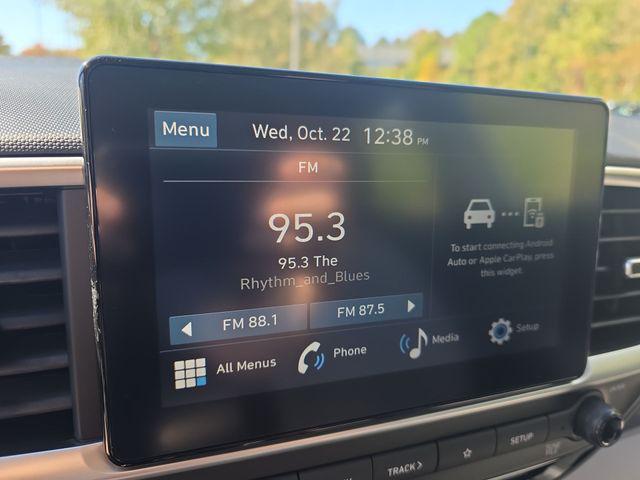 Menu
Wed, Oct. 22 12:38 PM
FM
95.3
95.3 The
Rhythm_and_Blues
FM 88.1
FM 87.5
To start connecting Android
Auto or Apple CarPlay, press
this widget.
All Menus
Phone
Media
Setup
TRACK >
SETUP